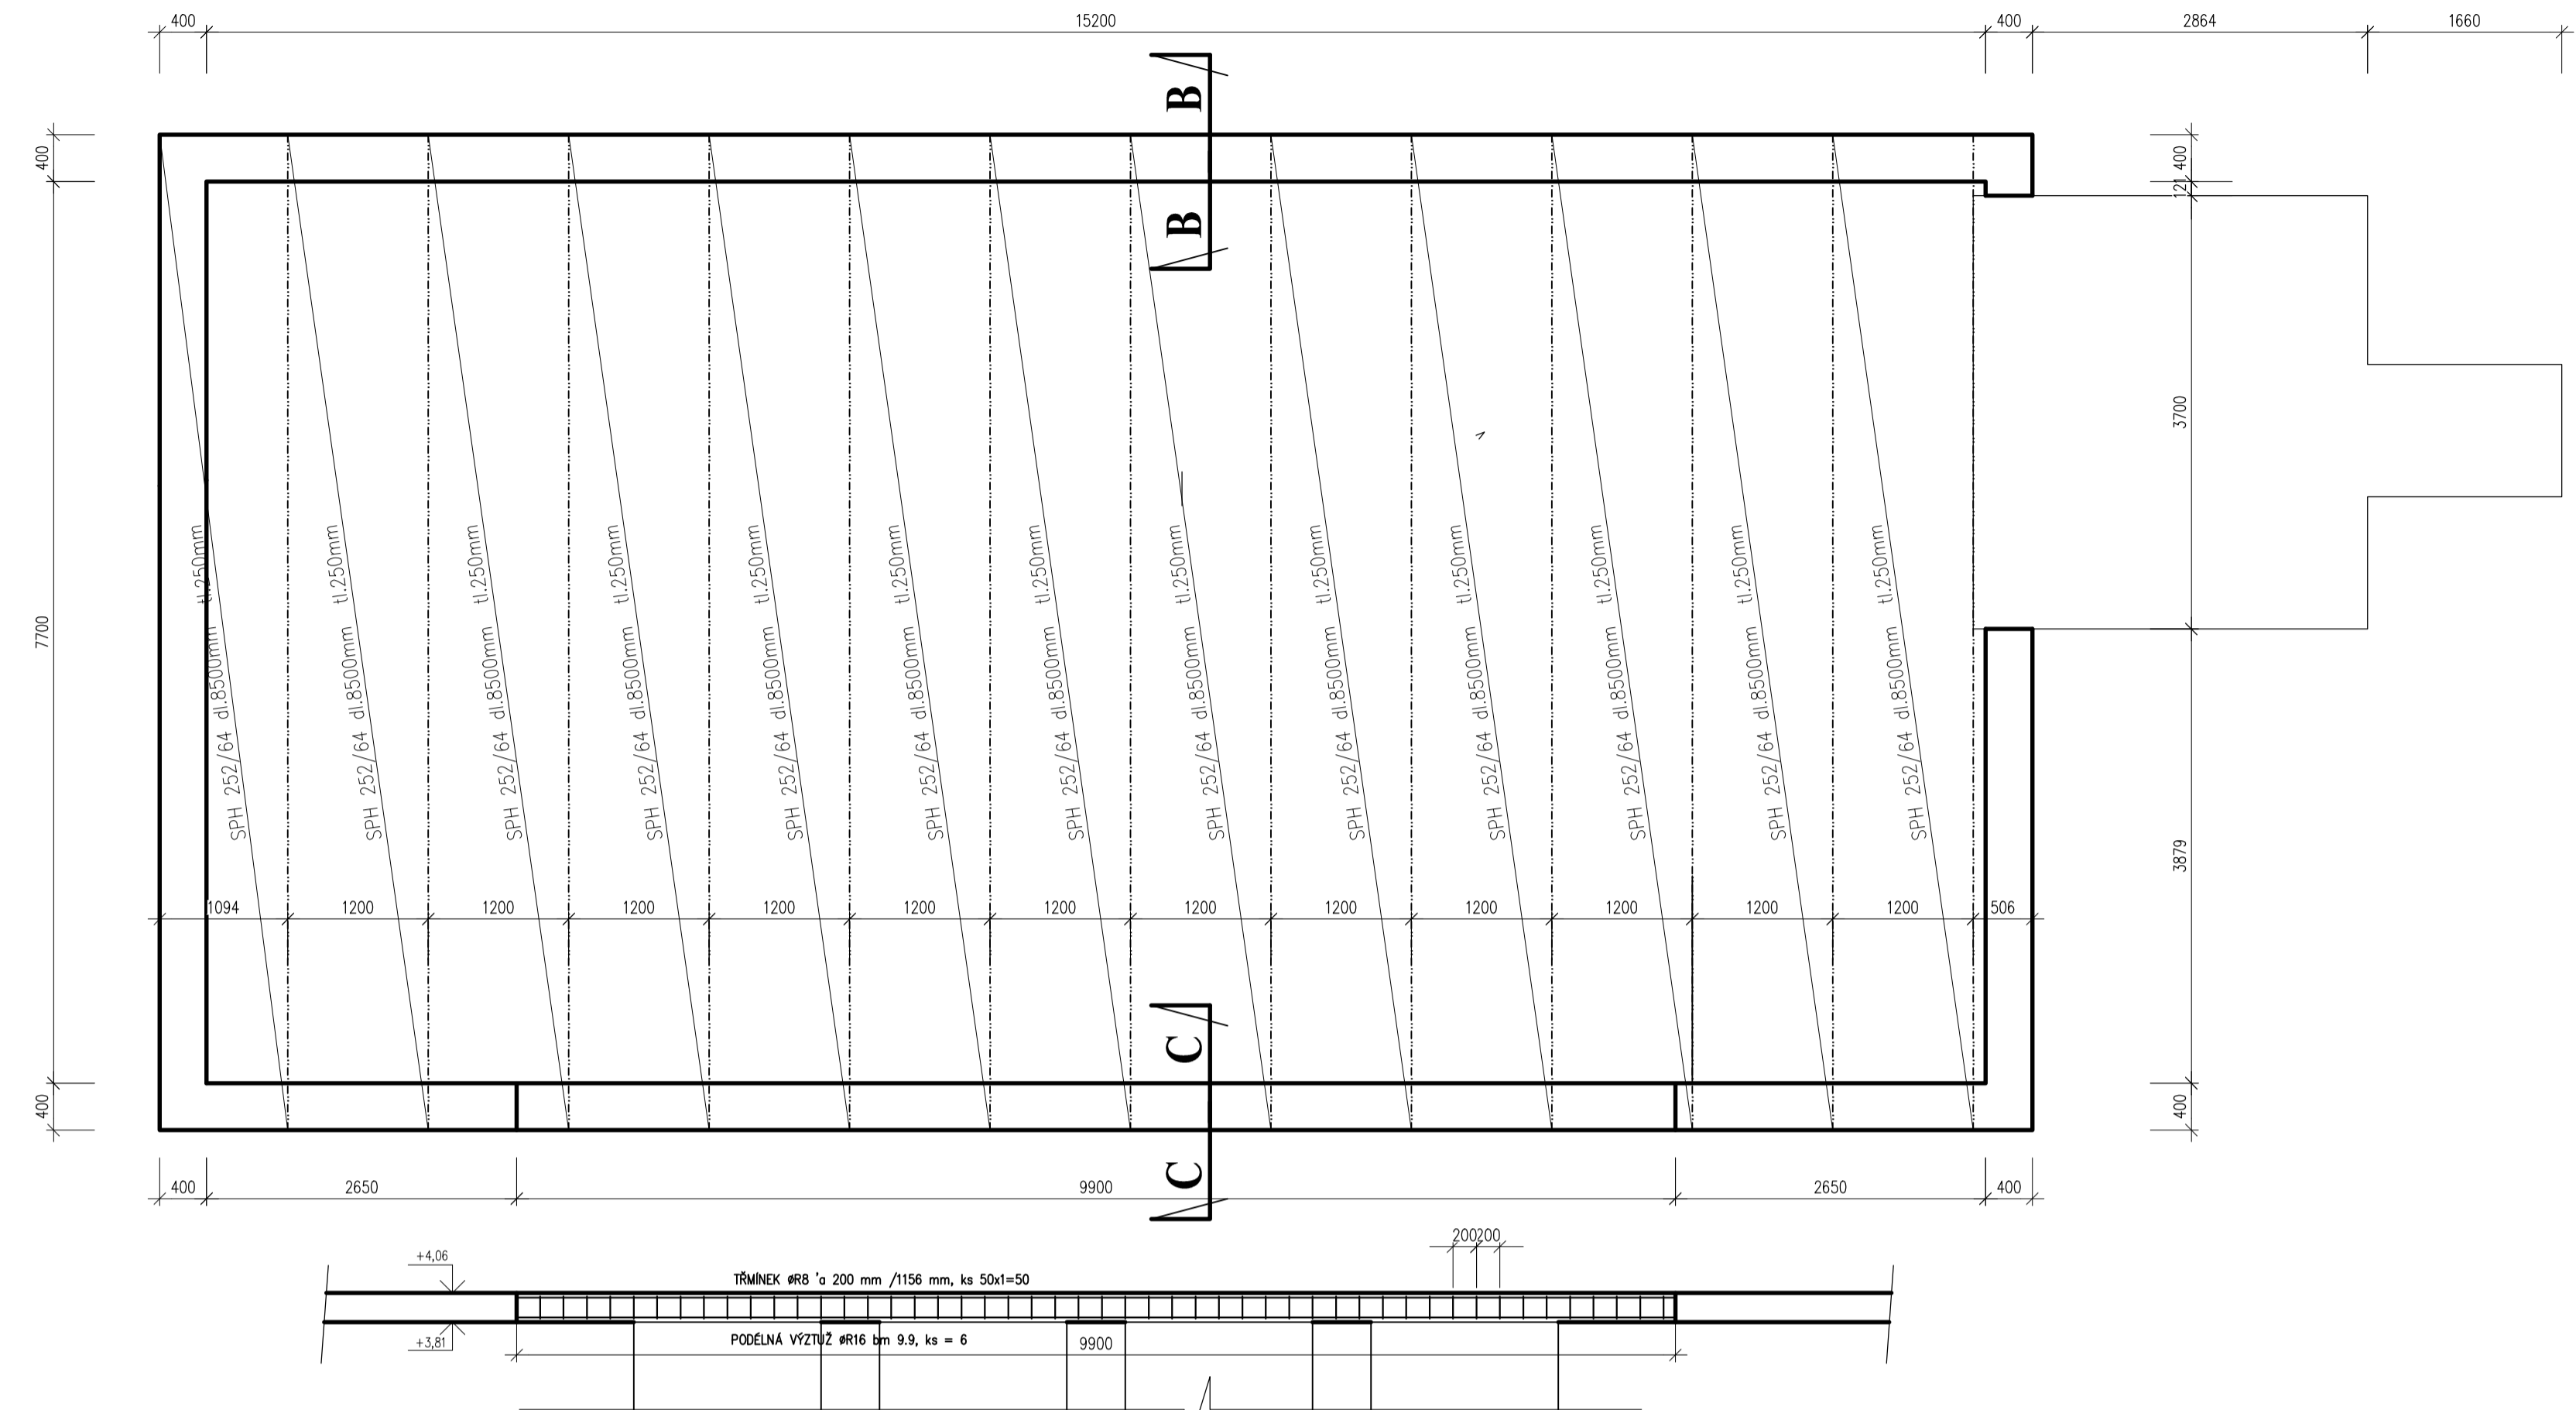 400 15200 400 2864 1660
B
B
400
7700
400
400
121
3700
3879
400
SPH 252/64 dl.8500mm tl.250mm
SPH 252/64 dl.8500mm tl.250mm
SPH 252/64 dl.8500mm tl.250mm
SPH 252/64 dl.8500mm tl.250mm
SPH 252/64 dl.8500mm tl.250mm
SPH 252/64 dl.8500mm tl.250mm
SPH 252/64 dl.8500mm tl.250mm
SPH 252/64 dl.8500mm tl.250mm
SPH 252/64 dl.8500mm tl.250mm
SPH 252/64 dl.8500mm tl.250mm
SPH 252/64 dl.8500mm tl.250mm
SPH 252/64 dl.8500mm tl.250mm
SPH 252/64 dl.8500mm tl.250mm
1094 1200 1200 1200 1200 1200 1200 1200 1200 1200 1200 1200 1200 506
C
C
400 2650 9900 2650 400
200 200
+4,06
TŘMÍNEK øR8 'a 200 mm /1156 mm, ks 50x1=50
+3,81
PODÉLNÁ VÝZTUŽ øR16 bm 9.9, ks = 6
9900